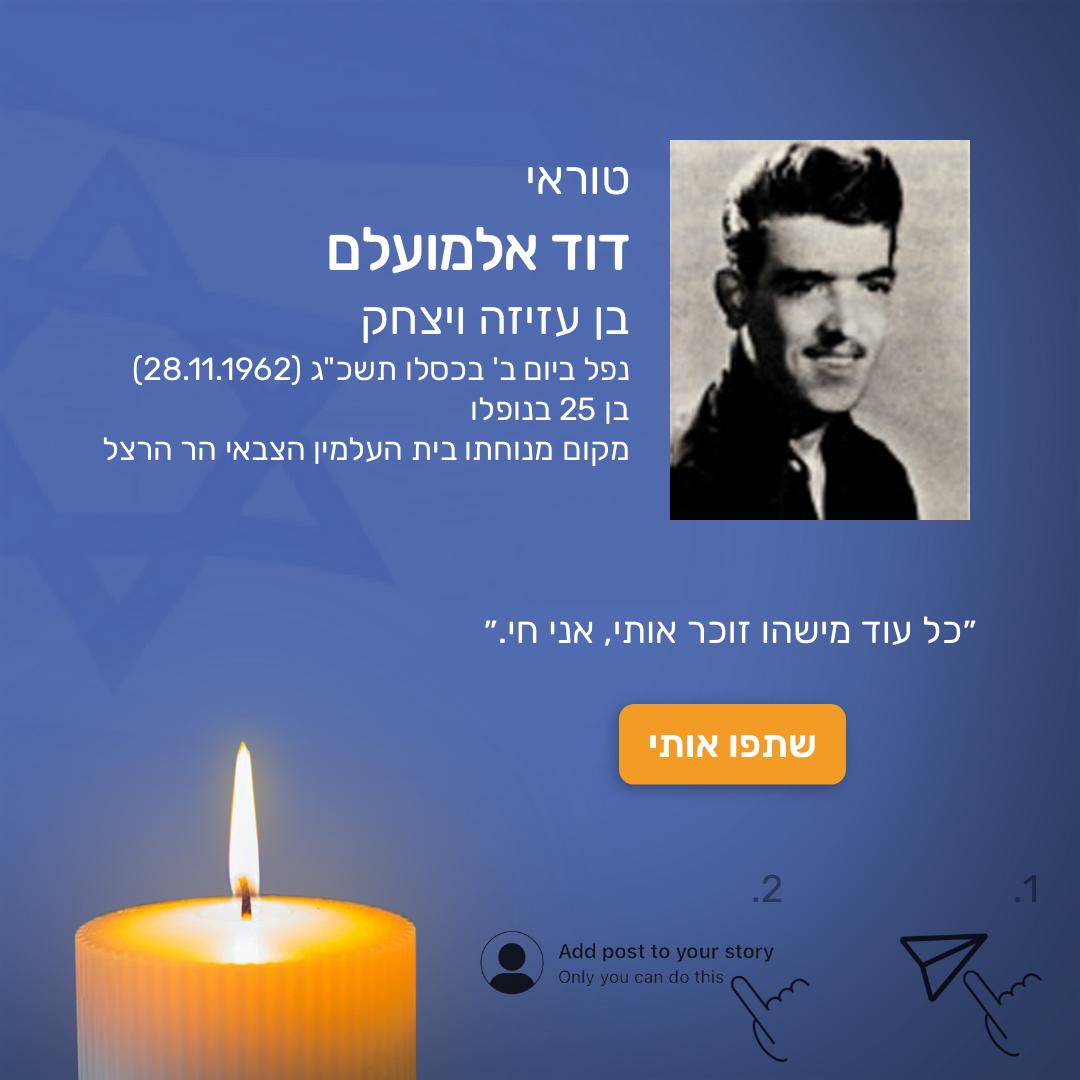 טוראי
דוד אלמועלם
בן עזיזה ויצחק
נפל ביום ב' בכסלו תשכ"ג (28.11.1962)
בן 25 בנופלו
מקום מנוחתו בית העלמין הצבאי הר הרצל
״כל עוד מישהו זוכר אותי, אני חי.״
שתפו אותי
1.
2.
Add post to your story
Only you can do this